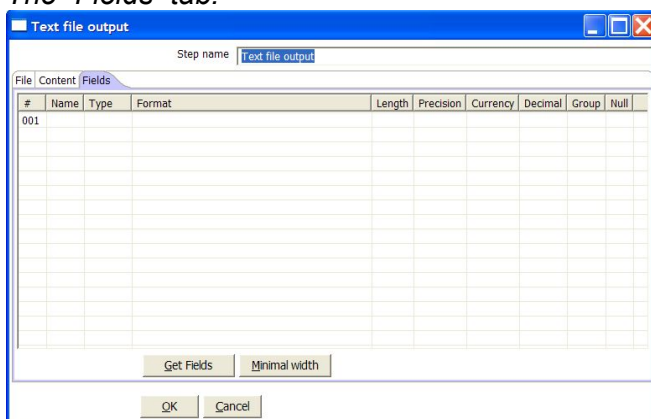 The "Fields" tab:
Text file output
Step name Text file output
File Content Fields
# Name Type Format Length Precision Currency Decimal Group Null
001
Get Fields Minimal width
OK Cancel